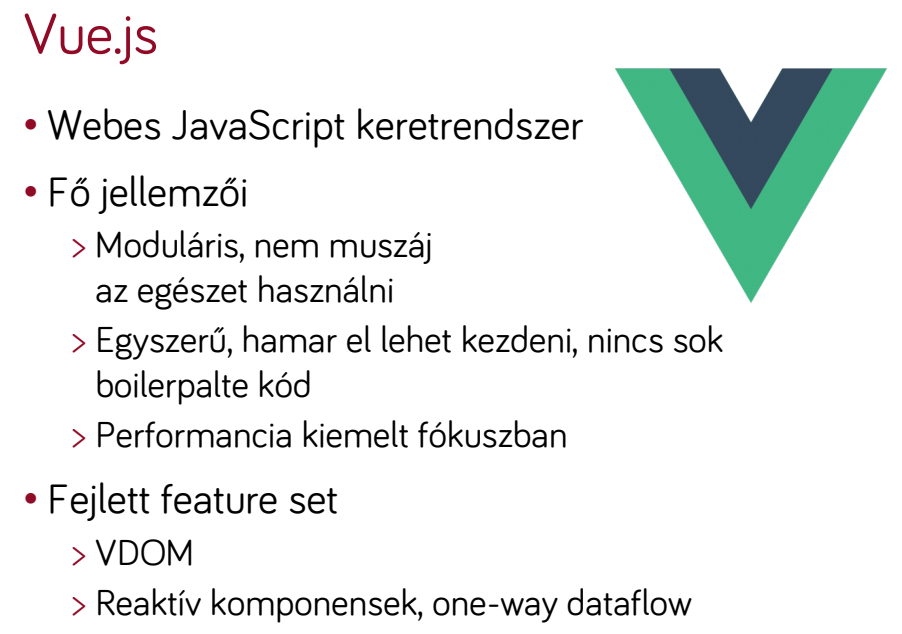 Vue.js
• Webes JavaScript keretrendszer
• Fő jellemzői
> Moduláris, nem muszáj
az egészet használni
> Egyszerű, hamar el lehet kezdeni, nincs sok
boilerpalte kód
> Performancia kiemelt fókuszban
• Fejlett feature set
> VDOM
> Reaktív komponensek, one-way dataflow